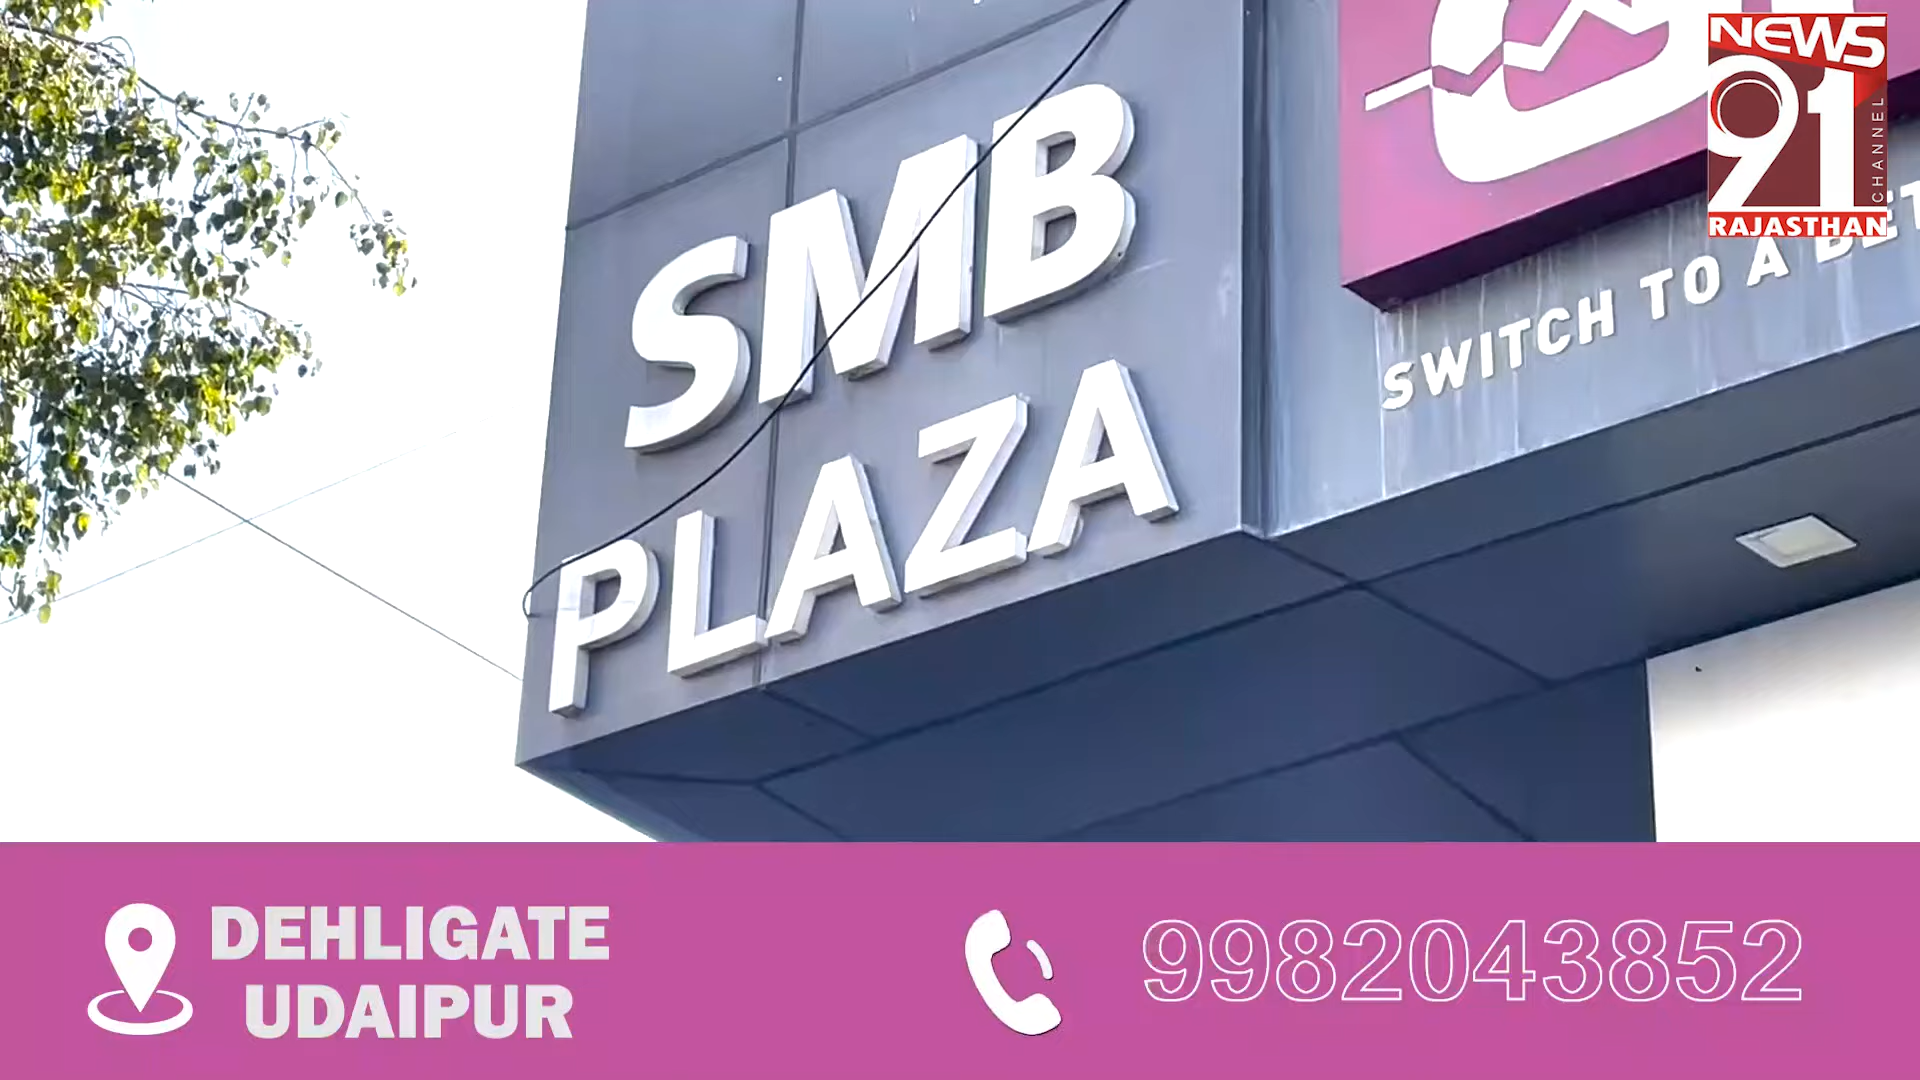 SMB
PLAZA
SWITCH TO A
NEWS
91
CHANNEL
RAJASTHAN
DEHLIGATE
UDAIPUR
9982043852